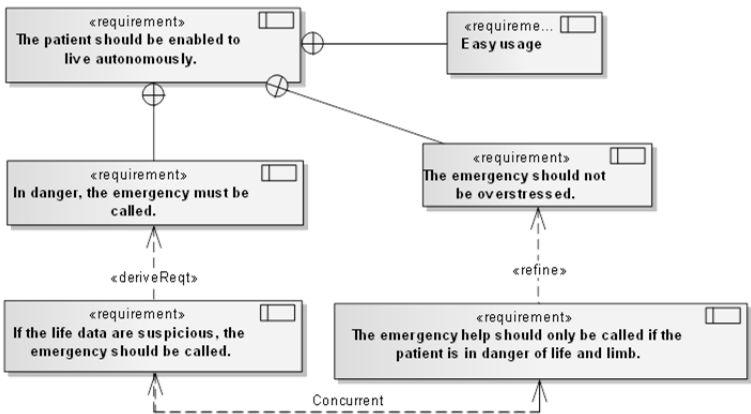 «requirement»
The patient should be enabled to
live autonomously.
«requireme...
Easy usage
«requirement»
In danger, the emergency must be
called.
«requirement»
The emergency should not
be overstressed.
«deriveReqt»
«refine»
«requirement»
If the life data are suspicious, the
emergency should be called.
«requirement»
The emergency help should only be called if the
patient is in danger of life and limb.
Concurrent